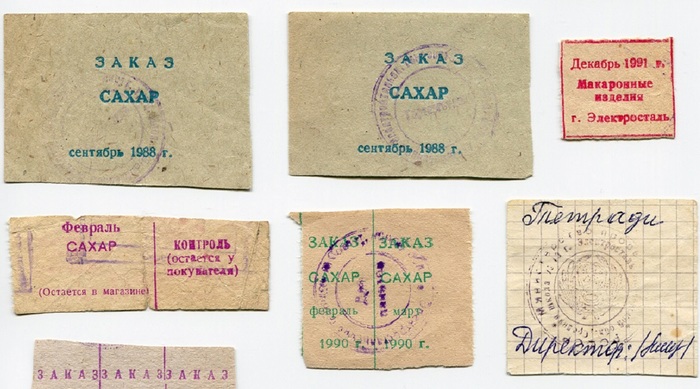 ЗАКАЗ
САХАР
сентябрь 1988 г.
ЗАКАЗ
САХАР
сентябрь 1988 г.
Декабрь 1991 г.
Макаронные
изделия
г. Электросталь
Февраль
САХАР
(Остаётся в магазине)
КОНТРОЛЬ
(остается у
покупателя)
ЗАКАЗ ЗАКАЗ
САХАР САХАР
февраль март
1990 г. 1990 г.
Тетради
Директор:
ЗАКАЗ ЗАКАЗ ЗАКАЗ